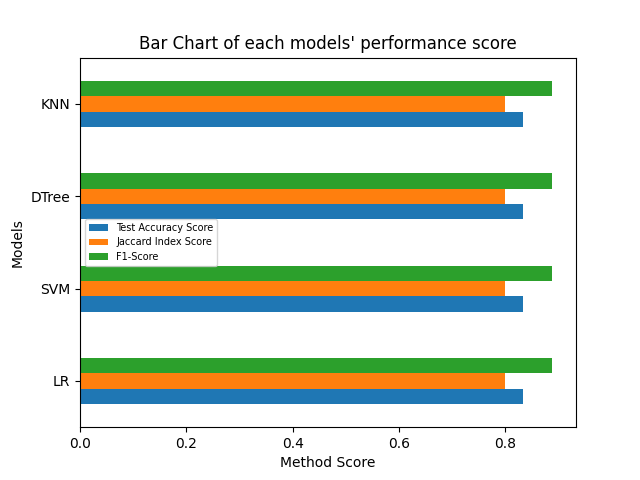 Bar Chart of each models' performance score
KNN
DTree
SVM
LR
Models
Test Accuracy Score
Jaccard Index Score
F1-Score
0.0 0.2 0.4 0.6 0.8
Method Score